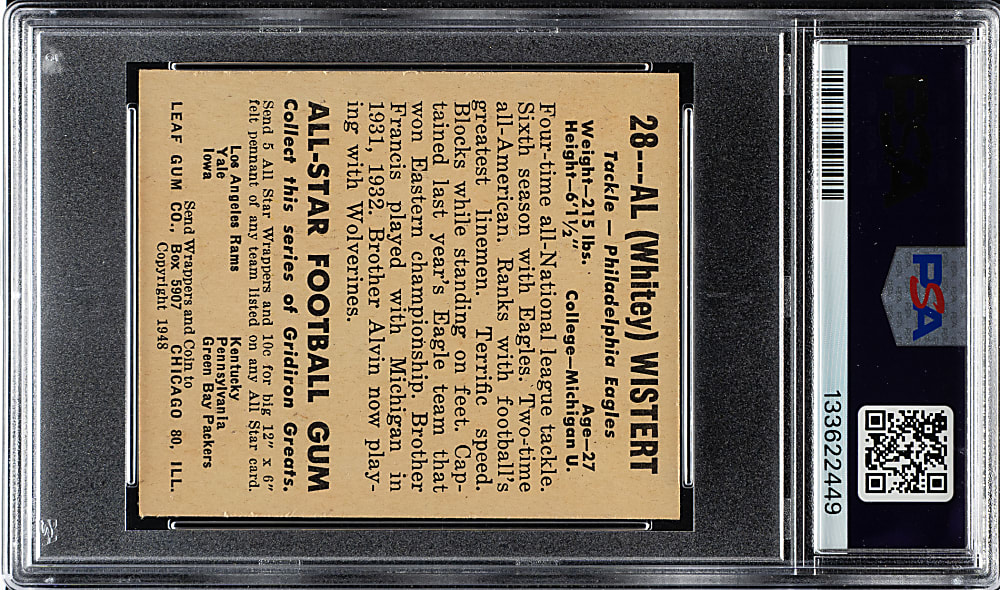 28---AL (Whitey) WISTERT
Tackle — Philadelphia Eagles
Weight—215 lbs. Age—27
Height—6'1½" College—Michigan U.
Four-time all-National league tackle.
Sixth season with Eagles. Two-time
all-American. Ranks with football's
greatest linemen. Terrific speed.
Blocks while standing on feet. Cap-
tained last year's Eagle team that
won Eastern championship. Brother
Francis played with Michigan in
1931, 1932. Brother Alvin now play-
ing with Wolverines.
ALL-STAR FOOTBALL GUM
Collect this series of Gridiron Greats.
Send 5 All Star Wrappers and 10c for big 12" x 6"
felt pennant of any team listed on any All Star card.
Los Angeles Rams Kentucky
Yale Pennsylvania
Iowa Green Bay Packers
Send Wrappers and Coin to
LEAF GUM CO., Box 5907 CHICAGO 80, ILL.
Copyright 1948
PSA
133622449